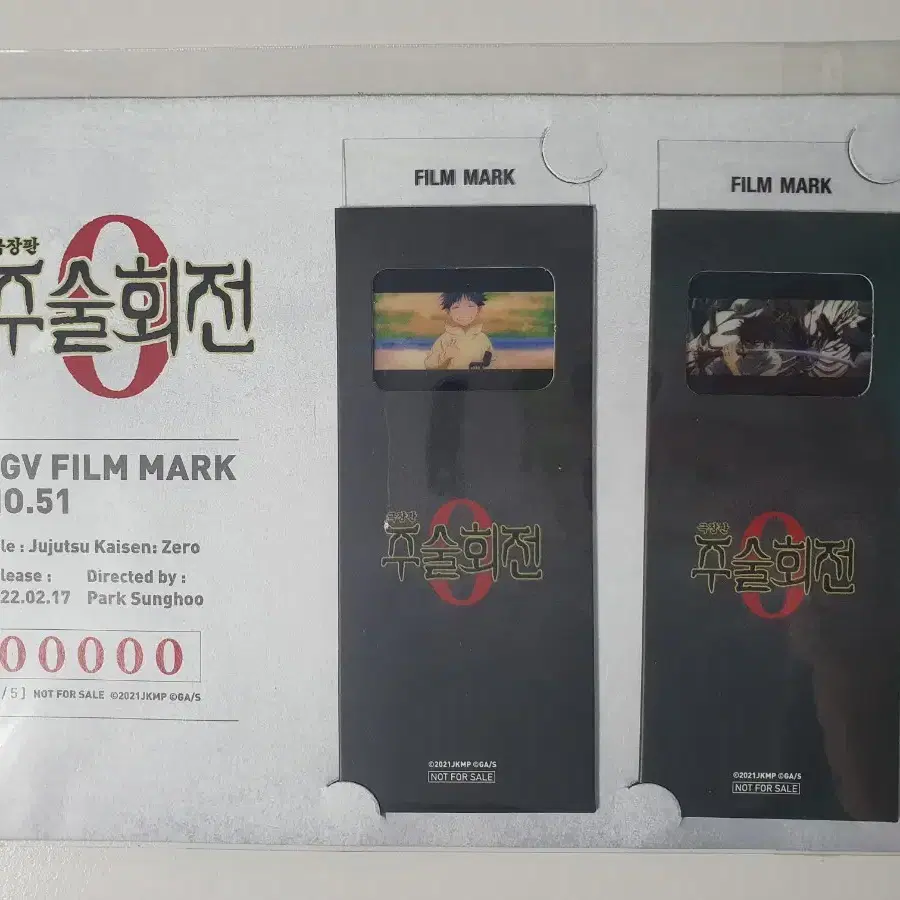 극장판
주술회전
0
GV FILM MARK
NO.51
le : Jujutsu Kaisen: Zero
lease :
22.02.17
Directed by :
Park Sunghoo
00000
/5] NOT FOR SALE ©2021JKMP ©GA/S
FILM MARK
극장판
주술회전
0
©2021JKMP ©GA/S
NOT FOR SALE
FILM MARK
극장판
주술회전
0
©2021JKMP ©GA/S
NOT FOR SALE